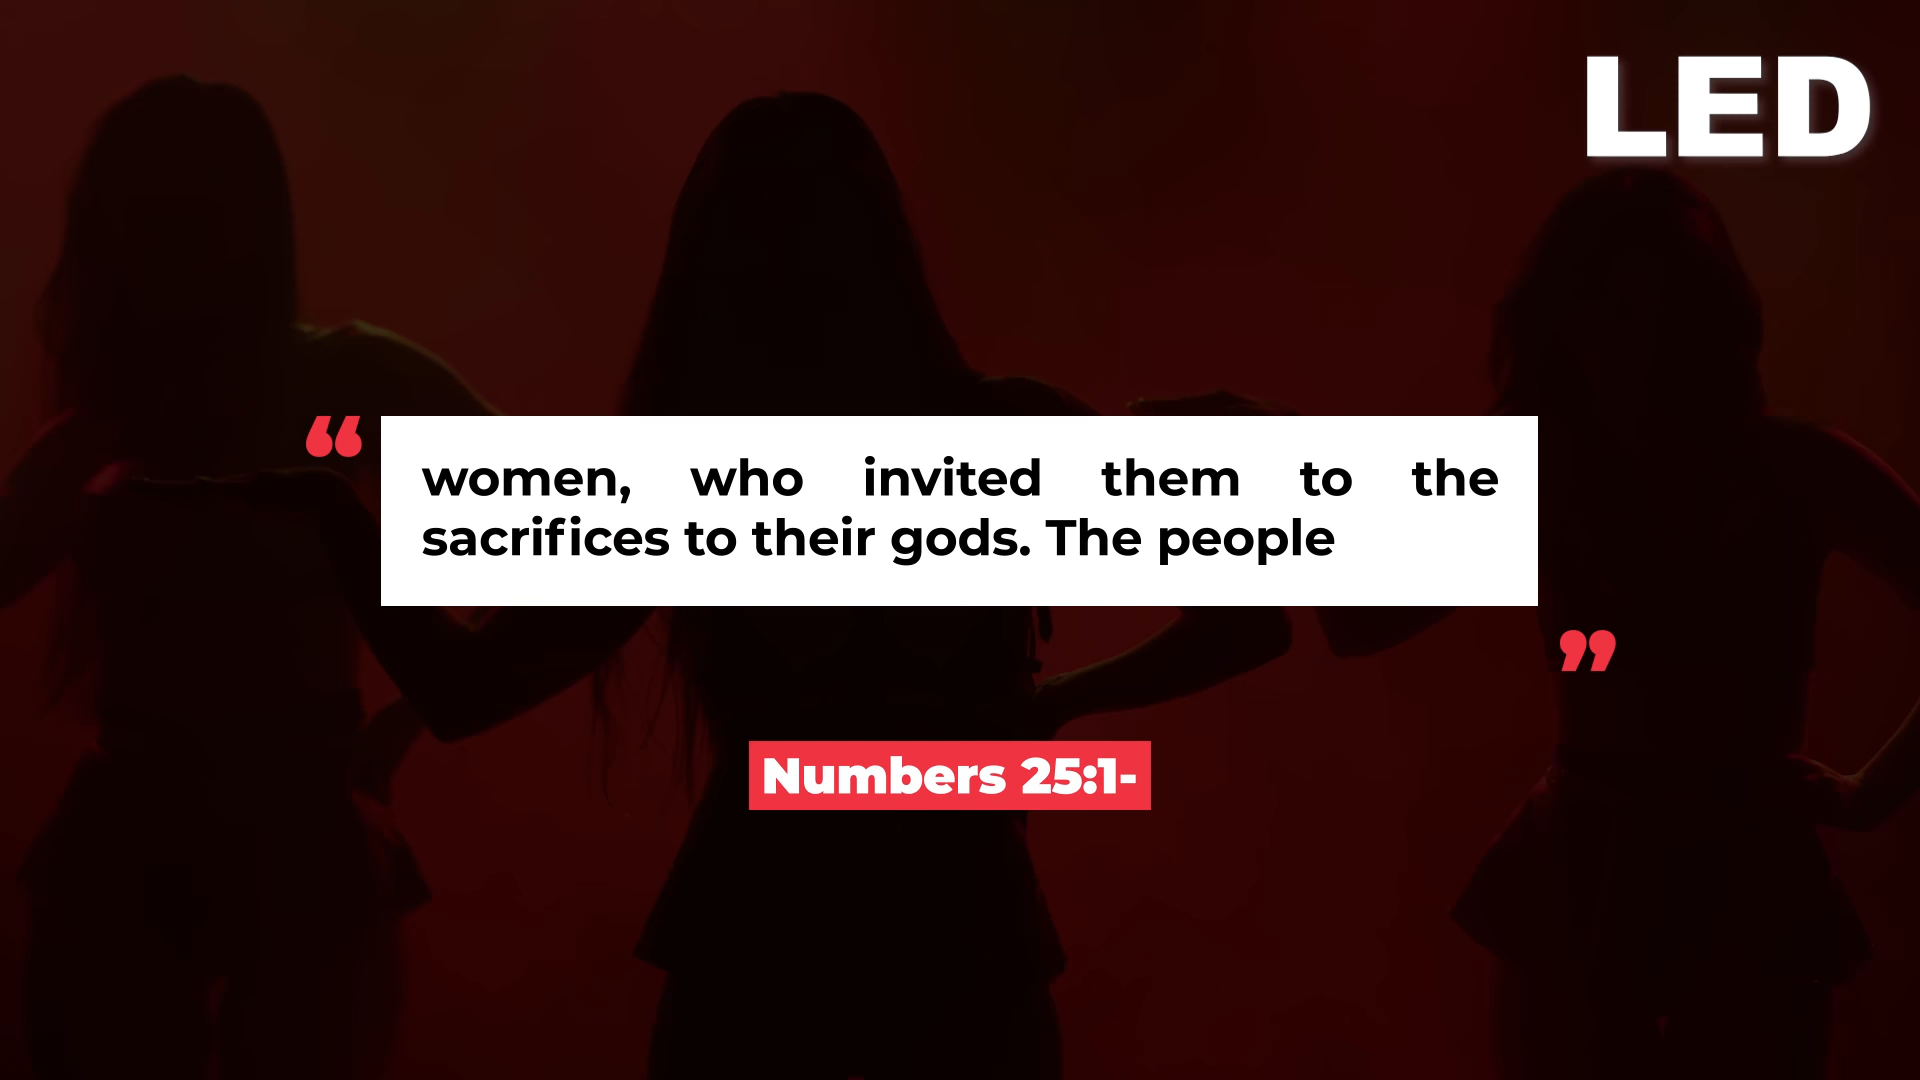 LED
“
women, who invited them to the
sacrifices to their gods. The people
”
Numbers 25:1-